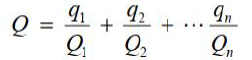 Q = q₁/Q₁ + q₂/Q₂ + ⋯ qₙ/Qₙ